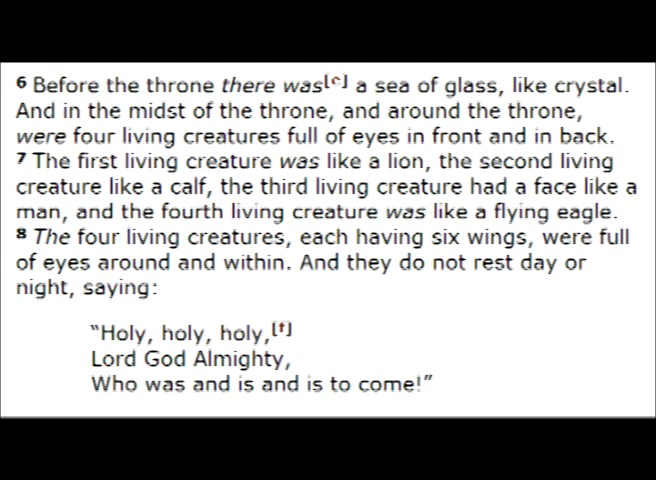 6 Before the throne there was[e] a sea of glass, like crystal.
And in the midst of the throne, and around the throne,
were four living creatures full of eyes in front and in back.
7 The first living creature was like a lion, the second living
creature like a calf, the third living creature had a face like a
man, and the fourth living creature was like a flying eagle.
8 The four living creatures, each having six wings, were full
of eyes around and within. And they do not rest day or
night, saying:
“Holy, holy, holy,[f]
Lord God Almighty,
Who was and is and is to come!”